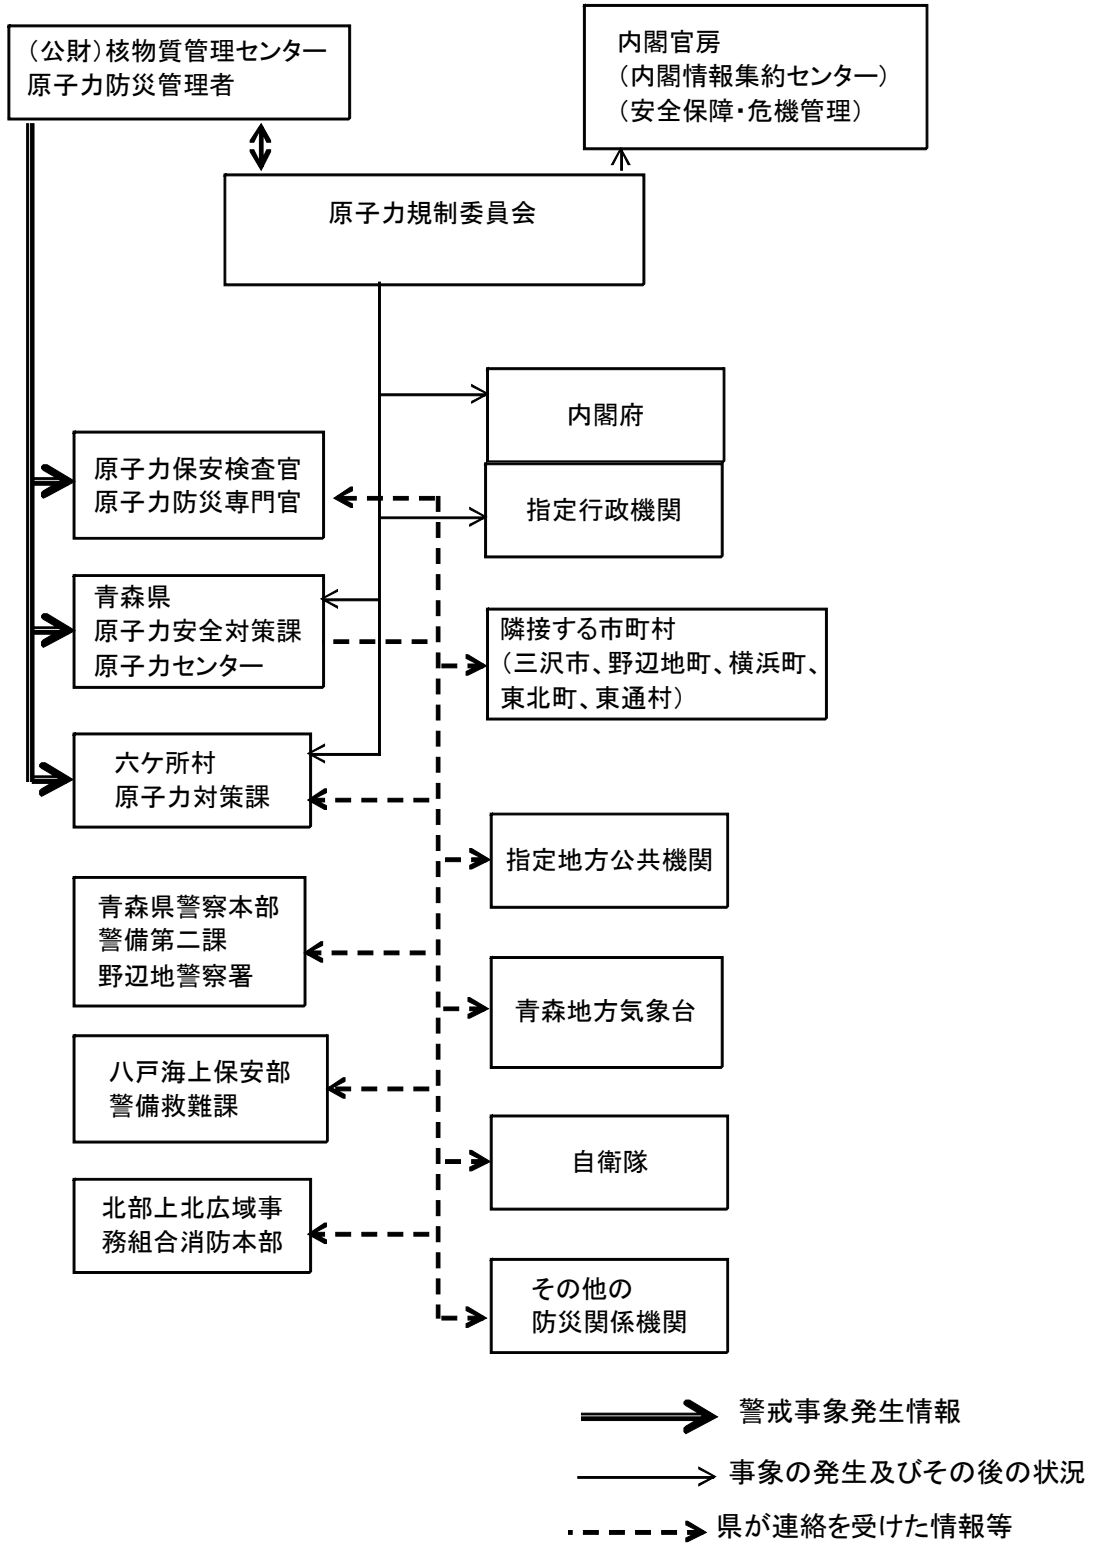 （公財）核物質管理センター
原子力防災管理者
内閣官房
（内閣情報集約センター）
（安全保障・危機管理）
原子力規制委員会
内閣府
原子力保安検査官
原子力防災専門官
指定行政機関
青森県
原子力安全対策課
原子力センター
隣接する市町村
（三沢市、野辺地町、横浜町、
東北町、東通村）
六ケ所村
原子力対策課
指定地方公共機関
青森県警察本部
警備第二課
野辺地警察署
青森地方気象台
八戸海上保安部
警備救難課
自衛隊
北部上北広域事
務組合消防本部
その他の
防災関係機関
警戒事象発生情報
事象の発生及びその後の状況
県が連絡を受けた情報等